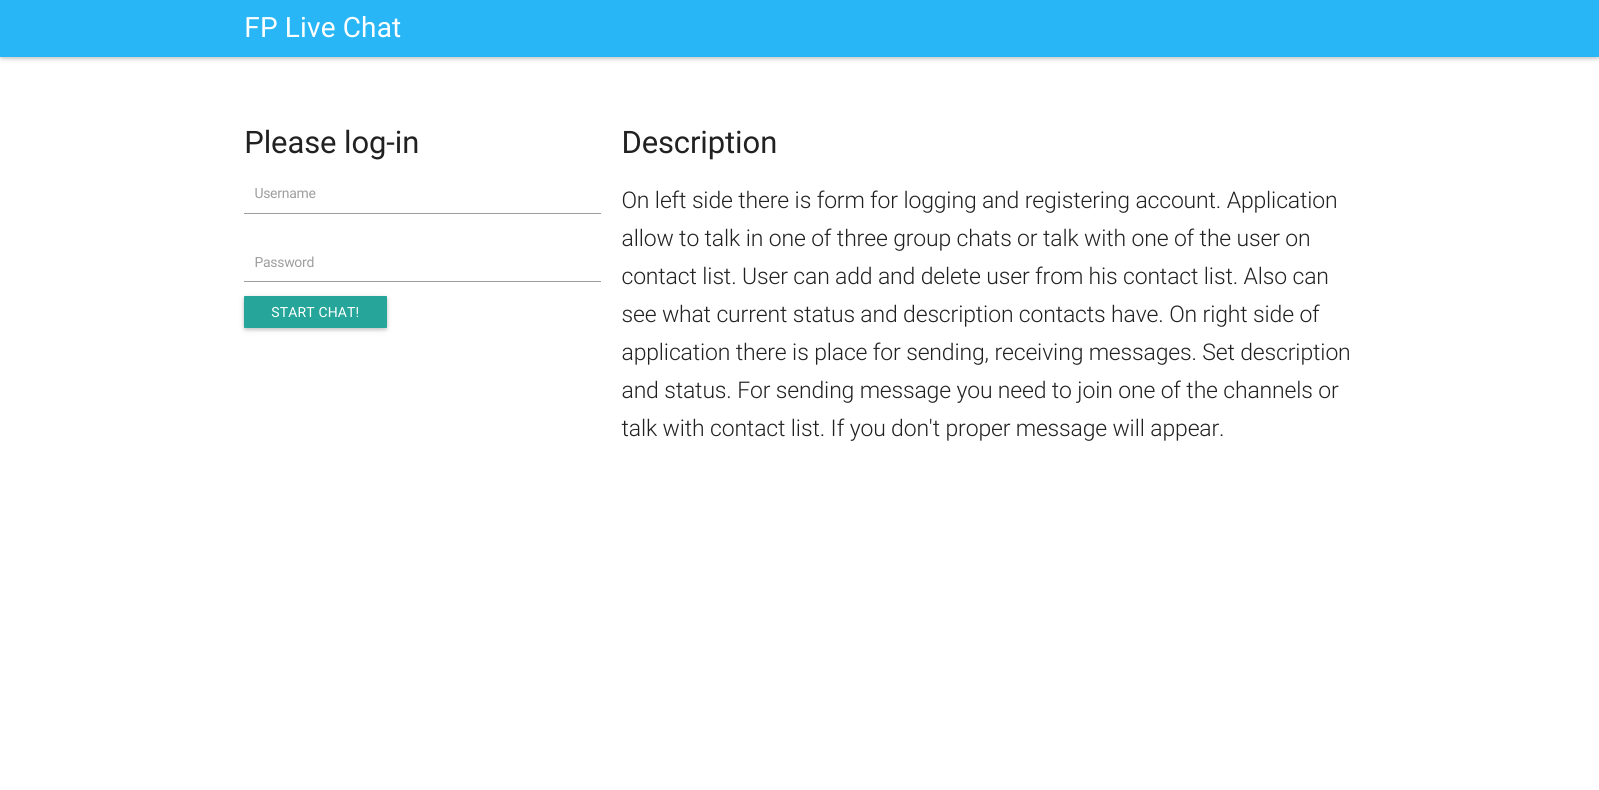 FP Live Chat
Please log-in
Username
Password
START CHAT!
Description
On left side there is form for logging and registering account. Application
allow to talk in one of three group chats or talk with one of the user on
contact list. User can add and delete user from his contact list. Also can
see what current status and description contacts have. On right side of
application there is place for sending, receiving messages. Set description
and status. For sending message you need to join one of the channels or
talk with contact list. If you don't proper message will appear.